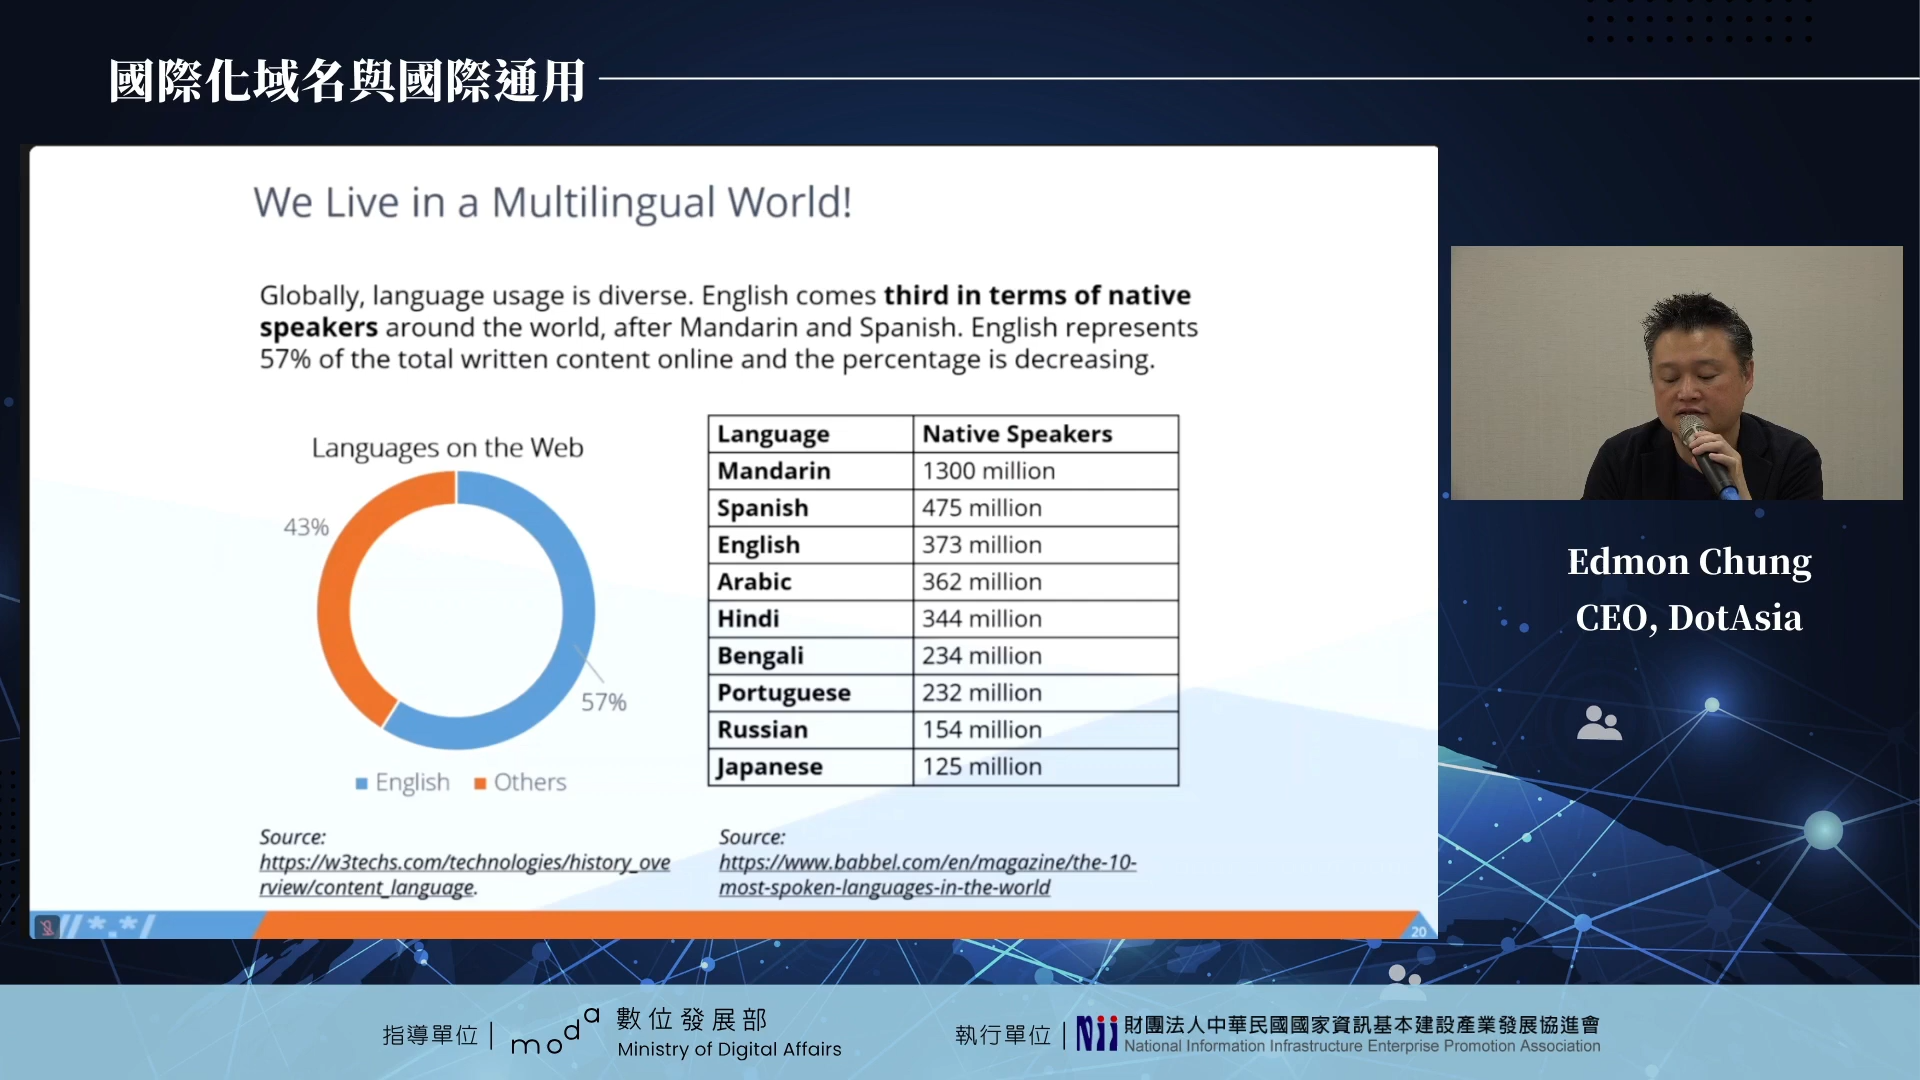 國際化域名與國際通用
We Live in a Multilingual World!
Globally, language usage is diverse. English comes third in terms of native
speakers around the world, after Mandarin and Spanish. English represents
57% of the total written content online and the percentage is decreasing.
Languages on the Web
43%
57%
English Others
Language Native Speakers
Mandarin 1300 million
Spanish 475 million
English 373 million
Arabic 362 million
Hindi 344 million
Bengali 234 million
Portuguese 232 million
Russian 154 million
Japanese 125 million
Source:
https://w3techs.com/technologies/history_ove
rview/content_language.
Source:
https://www.babbel.com/en/magazine/the-10-
most-spoken-languages-in-the-world
//*.*/
20
Edmon Chung
CEO, DotAsia
指導單位 | moda 數位發展部
Ministry of Digital Affairs
執行單位 | Nii 財團法人中華民國國家資訊基本建設產業發展協進會
National Information Infrastructure Enterprise Promotion Association